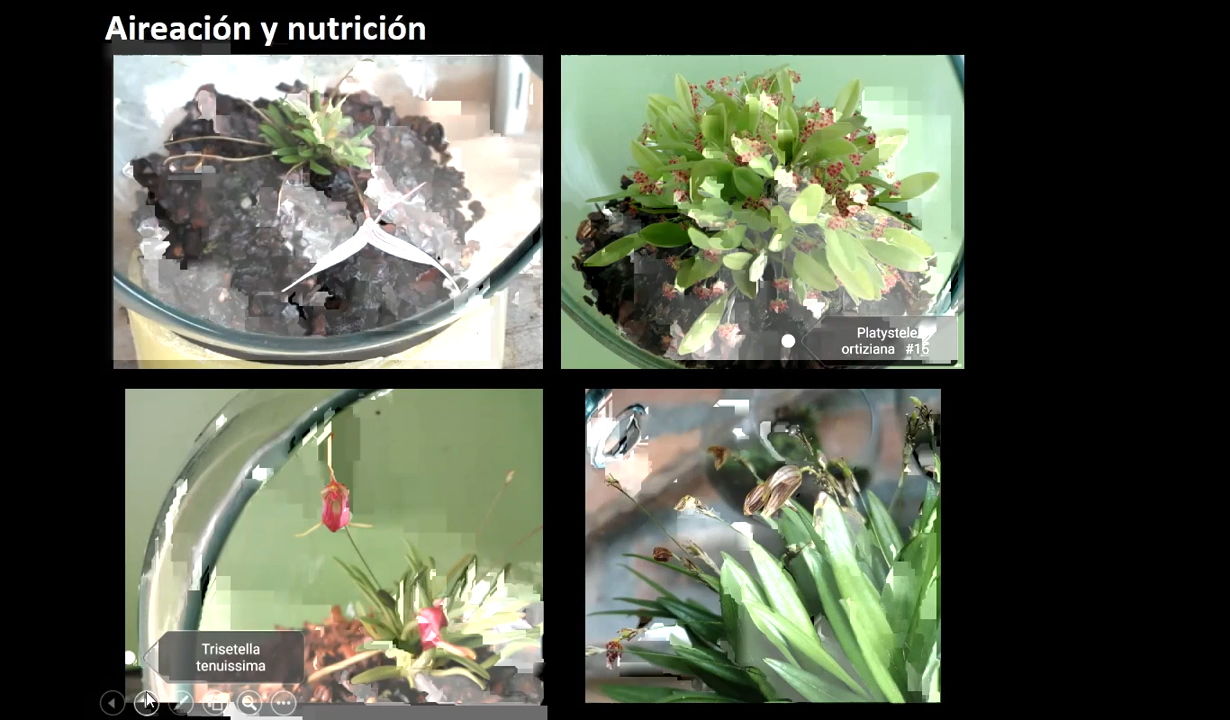 Aireación y nutrición
Platystele
ortiziana #16
Trisetella
tenuissima